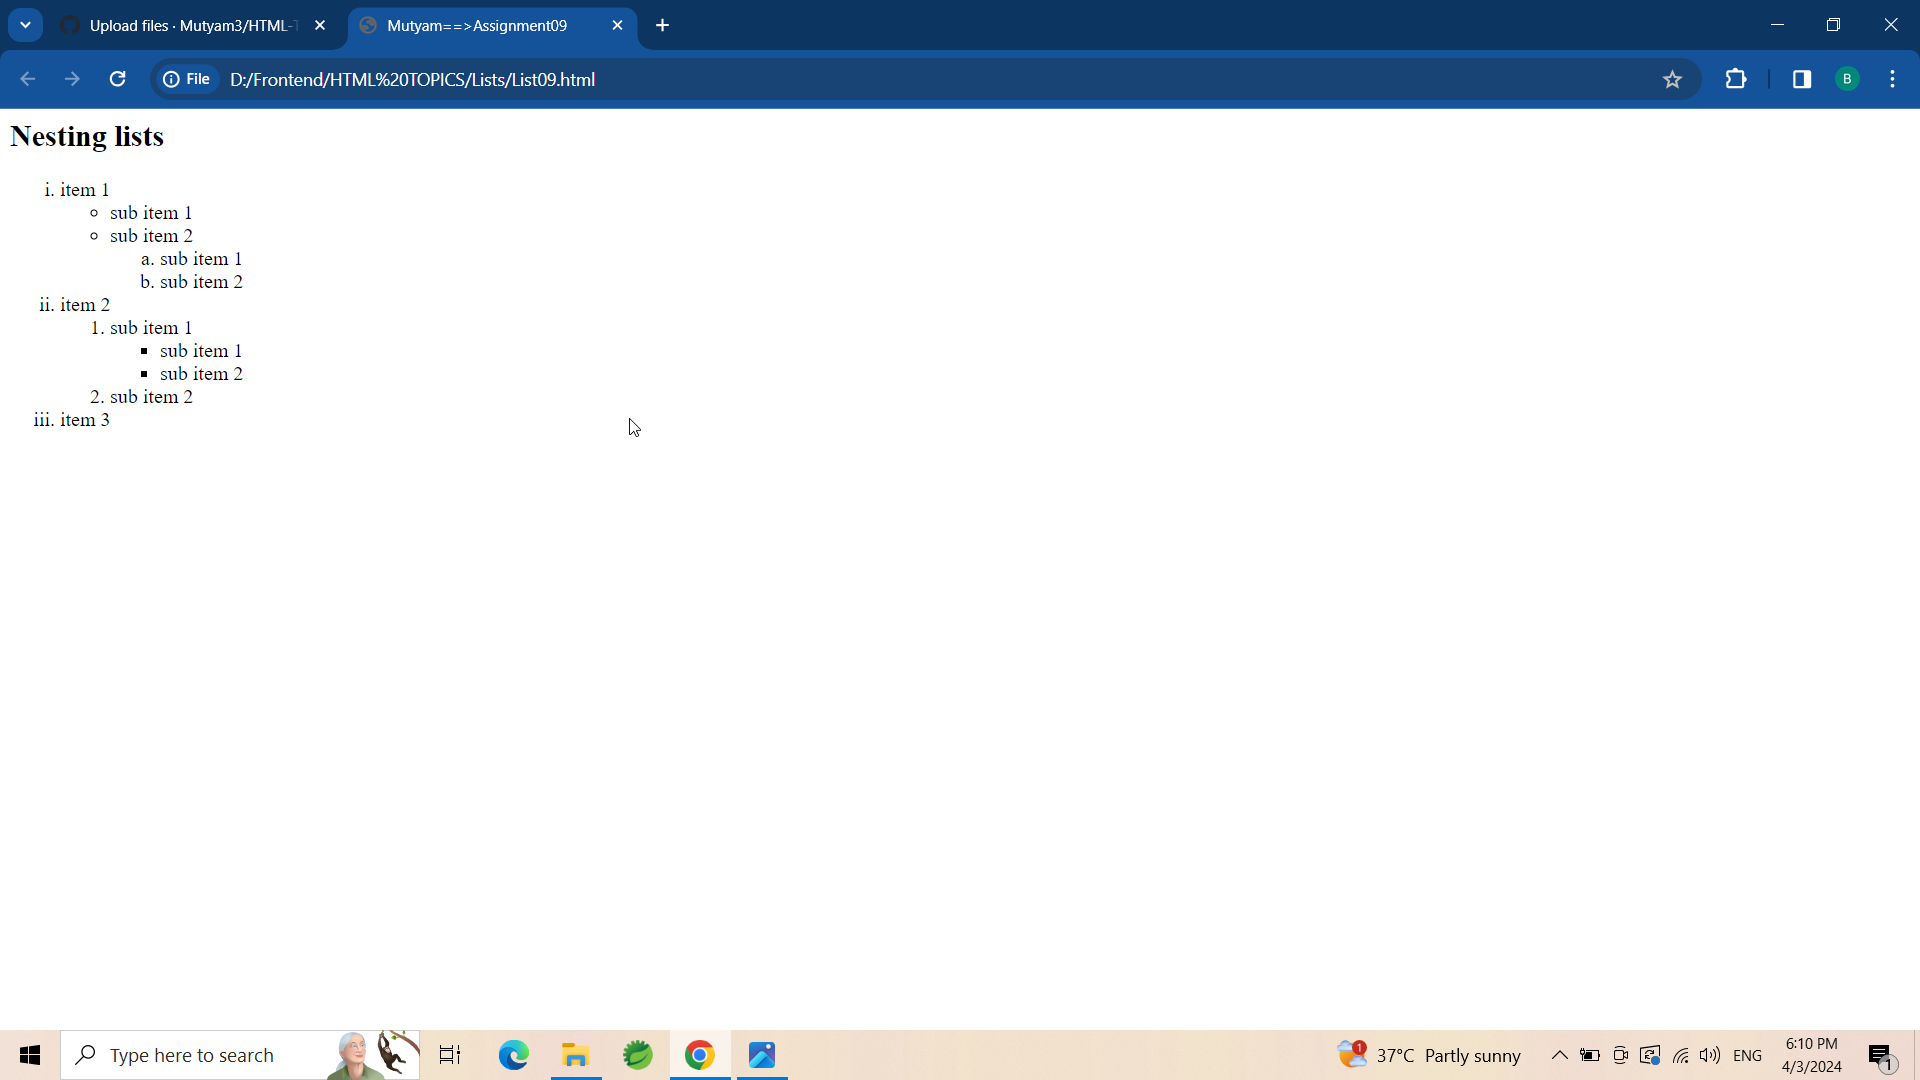 Upload files · Mutyam3/HTML-T
Mutyam==>Assignment09
File
D:/Frontend/HTML%20TOPICS/Lists/List09.html
B
Nesting lists
i. item 1
sub item 1
sub item 2
a. sub item 1
b. sub item 2
ii. item 2
1. sub item 1
sub item 1
sub item 2
2. sub item 2
iii. item 3
Type here to search
1
37°C Partly sunny
ENG
6:10 PM
4/3/2024
1